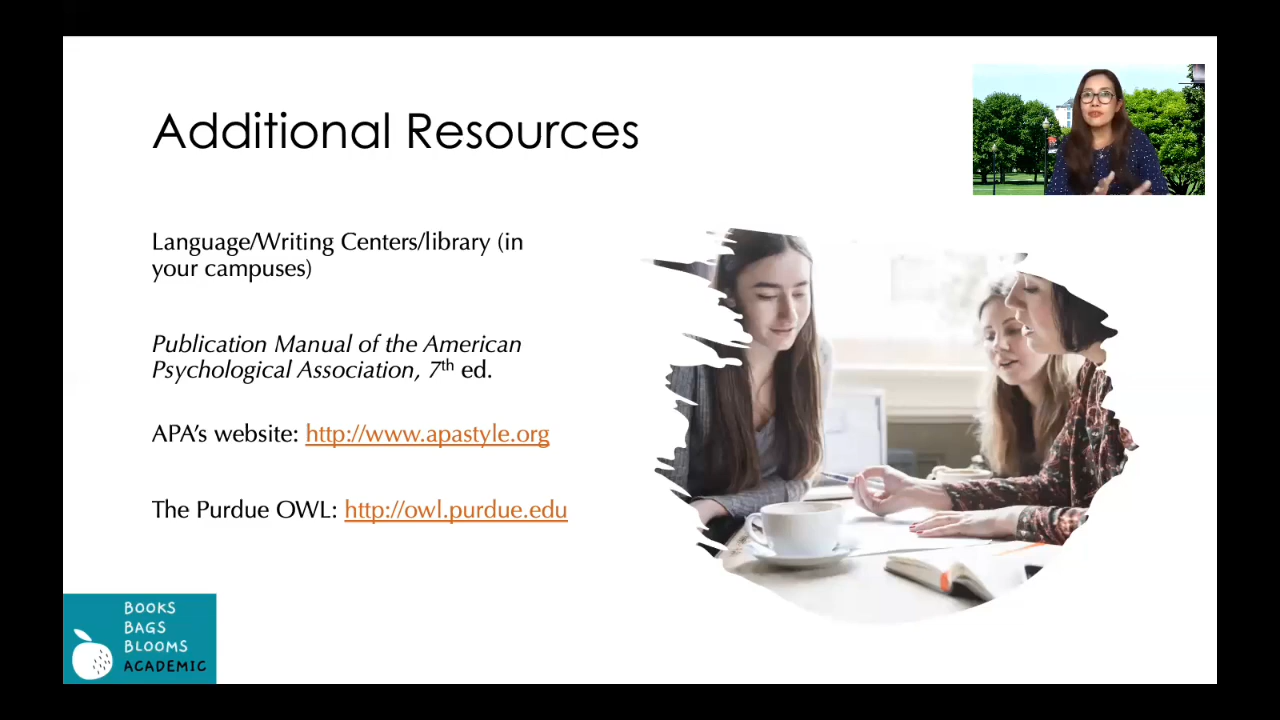 Additional Resources
Language/Writing Centers/library (in
your campuses)
Publication Manual of the American
Psychological Association, 7th ed.
APA's website: http://www.apastyle.org
The Purdue OWL: http://owl.purdue.edu
BOOKS
BAGS
BLOOMS
ACADEMIC